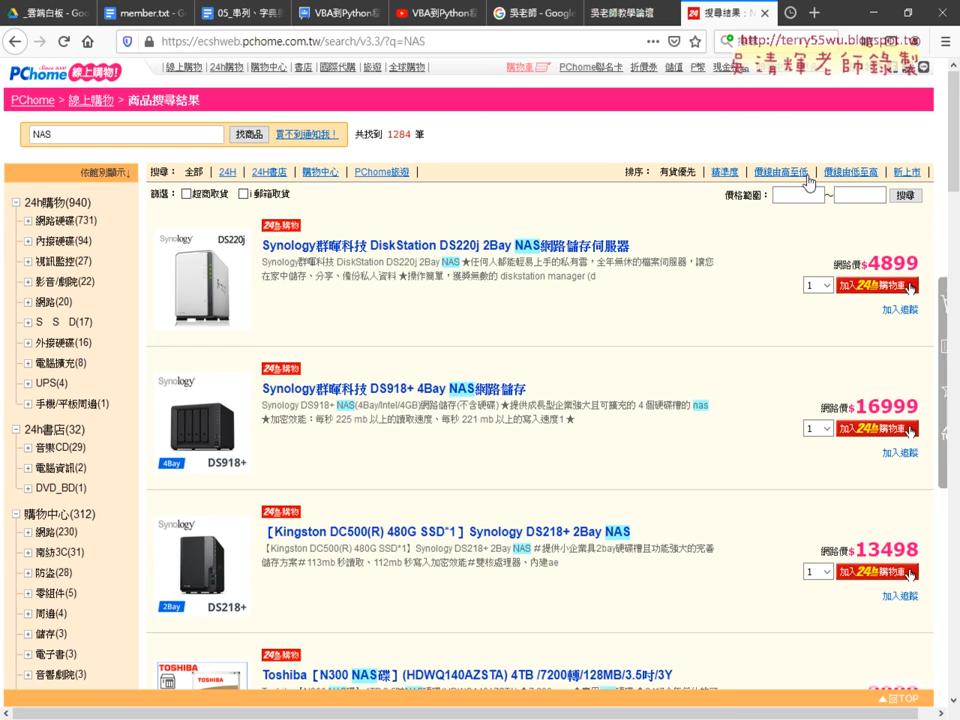 _雲端白板 - Goo
member.txt - Go
05_串列、字典
VBA到Python程
VBA到Python程
吳老師 - Google
吳老師教學論壇
搜尋結果：N
https://ecshweb.pchome.com.tw/search/v3.3/?q=NAS
http://terry55wu.blogspot.tw
吳清輝老師錄製
PChome 線上購物!
線上購物 | 24h購物 | 購物中心 | 書店 | 國際代購 | 旅遊 | 全球購物
購物車 PChome聯名卡 | 折價券 | 儲值 | P幣
PChome > 線上購物 > 商品搜尋結果
NAS 找商品 買不到通知我！ 共找到 1284 筆
依館別顯示↓
搜尋： 全部 | 24H | 24H書店 | 購物中心 | PChome旅遊 |
排序： 有貨優先 | 精準度 | 價錢由高至低 | 價錢由低至高 | 新上市 |
篩選： 超商取貨 i郵箱取貨
價格範圍： ~ 搜尋
24h購物(940)
網路硬碟(731)
內接硬碟(94)
視訊監控(27)
影音/劇院(22)
網路(20)
S S D(17)
外接硬碟(16)
電腦擴充(8)
UPS(4)
手機/平板周邊(1)
24h書店(32)
音樂CD(29)
電腦資訊(2)
DVD_BD(1)
購物中心(312)
網路(230)
南紡3C(31)
防盜(28)
零組件(5)
周邊(4)
儲存(3)
電子書(3)
音響劇院(3)
Synology DS220j
24h購物
Synology群暉科技 DiskStation DS220j 2Bay NAS網路儲存伺服器
Synology群暉科技 DiskStation DS220j 2Bay NAS ★任何人都能輕易上手的私有雲，全年無休的檔案伺服器，讓您
在家中儲存、分享、備份私人資料 ★操作簡單，獲獎無數的 diskstation manager (d
網路價$4899
1 加入24h購物車
加入追蹤
Synology
4Bay DS918+
24h購物
Synology群暉科技 DS918+ 4Bay NAS網路儲存
Synology DS918+ NAS(4Bay/Intel/4GB)網路儲存(不含硬碟) ★提供成長型企業強大且可擴充的 4 個硬碟槽的 nas
★加密效能：每秒 225 mb 以上的讀取速度、每秒 221 mb 以上的寫入速度1 ★
網路價$16999
1 加入24h購物車
加入追蹤
Synology
2Bay DS218+
24h購物
【Kingston DC500(R) 480G SSD*1】Synology DS218+ 2Bay NAS
【Kingston DC500(R) 480G SSD*1】Synology DS218+ 2Bay NAS #提供小企業具2bay硬碟且功能強大的完善
儲存方案#113mb 秒讀取、112mb 秒寫入加密效能#雙核處理器、內建ae
網路價$13498
1 加入24h購物車
加入追蹤
TOSHIBA
TOSHIBA
24h購物
Toshiba【N300 NAS碟】(HDWQ140AZSTA) 4TB /7200轉/128MB/3.5吋/3Y
▲回TOP